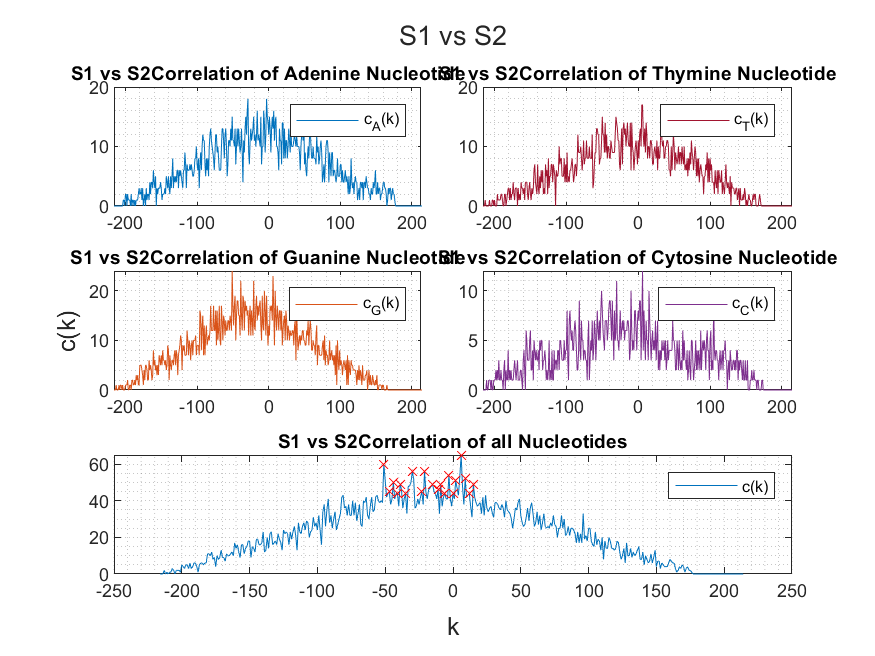 S1 vs S2
S1 vs S2Correlation of Adenine Nucleotide
20
10
0
-200 -100 0 100 200
c_A(k)
S1 vs S2Correlation of Thymine Nucleotide
20
10
0
-200 -100 0 100 200
c_T(k)
S1 vs S2Correlation of Guanine Nucleotide
20
10
0
-200 -100 0 100 200
c_G(k)
S1 vs S2Correlation of Cytosine Nucleotide
10
5
0
-200 -100 0 100 200
c_C(k)
c(k)
S1 vs S2Correlation of all Nucleotides
60
40
20
0
-250 -200 -150 -100 -50 0 50 100 150 200 250
c(k)
k